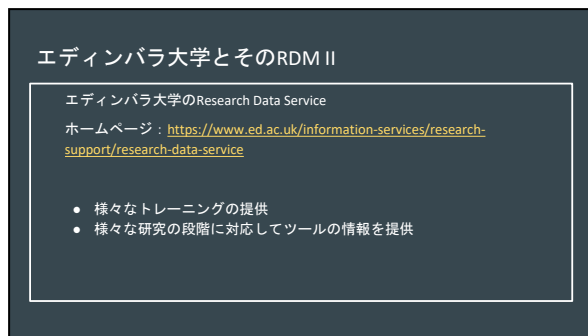 エディンバラ大学とそのRDM II
エディンバラ大学のResearch Data Service
ホームページ：https://www.ed.ac.uk/information-services/research-
support/research-data-service
● 様々なトレーニングの提供
● 様々な研究の段階に対応してツールの情報を提供